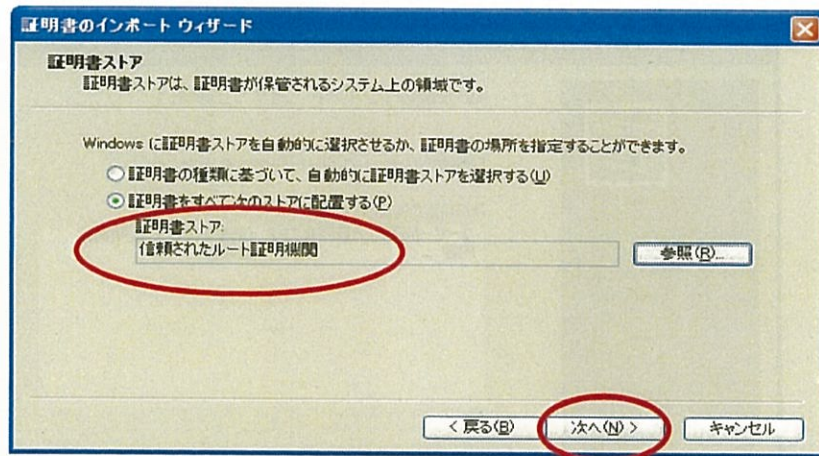 証明書のインポート ウィザード
証明書ストア
証明書ストアは、証明書が保管されるシステム上の領域です。
Windows に証明書ストアを自動的に選択させるか、証明書の場所を指定することができます。
証明書の種類に基づいて、自動的に証明書ストアを選択する(U)
証明書をすべて次のストアに配置する(P)
証明書ストア:
信頼されたルート証明機関
参照(R)...
< 戻る(B)
次へ(N) >
キャンセル